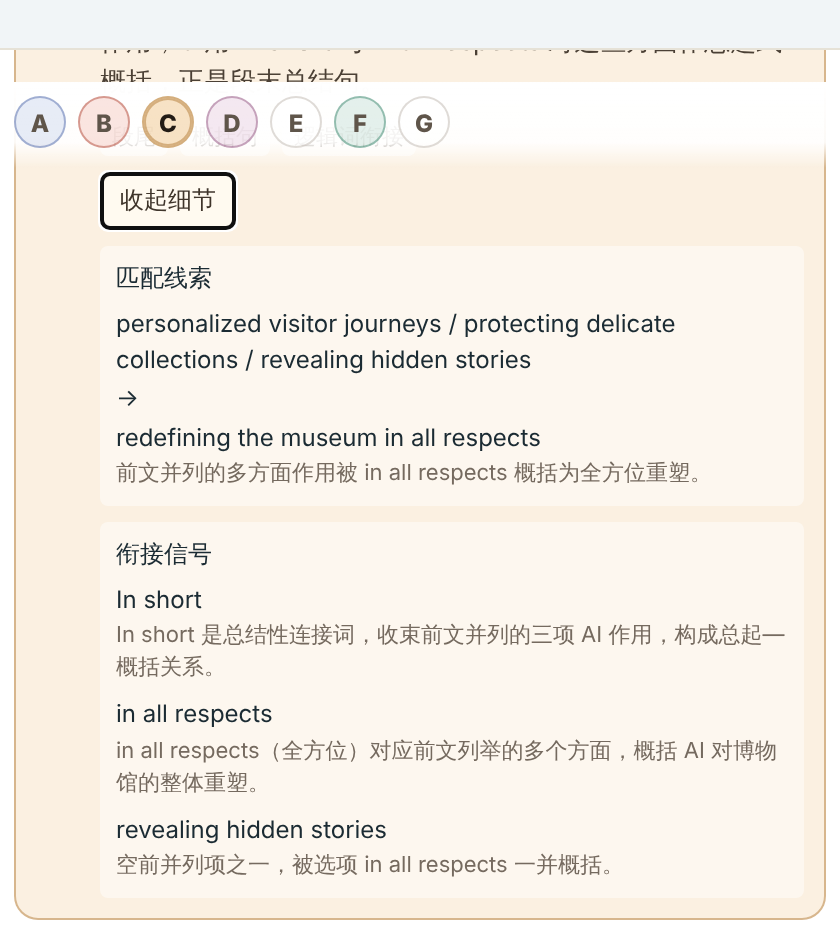 概括，正是段末总结句
A B C D E F G
收起细节
匹配线索
personalized visitor journeys / protecting delicate
collections / revealing hidden stories
→
redefining the museum in all respects
前文并列的多方面作用被 in all respects 概括为全方位重塑。
衔接信号
In short
In short 是总结性连接词，收束前文并列的三项 AI 作用，构成总起—
概括关系。
in all respects
in all respects（全方位）对应前文列举的多个方面，概括 AI 对博物
馆的整体重塑。
revealing hidden stories
空前并列项之一，被选项 in all respects 一并概括。